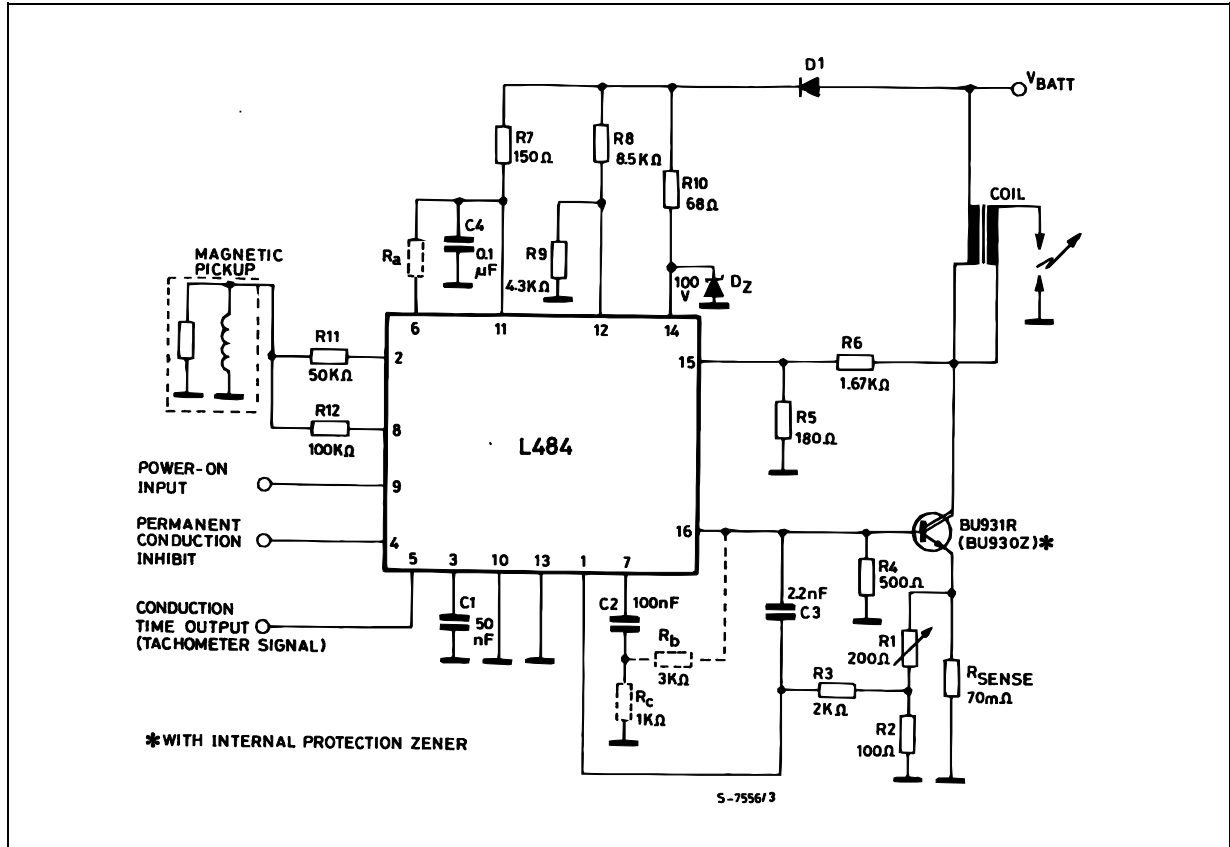 D1
VBATT
R7
150Ω
R8
8.5KΩ
R10
68Ω
COIL
C4
0.1
μF
Ra
R9
4.3KΩ
100
V
DZ
MAGNETIC
PICKUP
6
11
12
14
R11
50KΩ
2
15
R6
1.67KΩ
R12
100KΩ
8
R5
180Ω
L484
POWER-ON
INPUT
9
PERMANENT
CONDUCTION
INHIBIT
4
16
BU931R
(BU930Z)*
5
3
10
13
1
7
R4
500Ω
CONDUCTION
TIME OUTPUT
(TACHOMETER SIGNAL)
C1
50
nF
C2
100nF
2.2nF
C3
Rb
3KΩ
R1
200Ω
Rc
1KΩ
R3
2KΩ
RSENSE
70mΩ
R2
100Ω
*WITH INTERNAL PROTECTION ZENER
S-7556/3